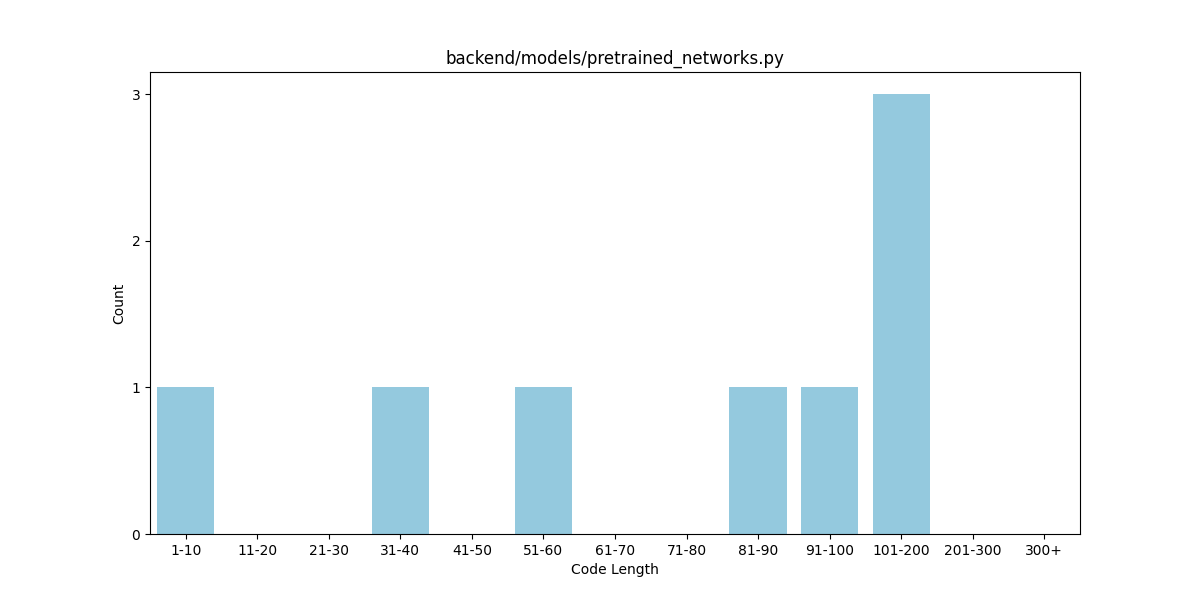 backend/models/pretrained_networks.py
3
2
1
0
Count
1-10 11-20 21-30 31-40 41-50 51-60 61-70 71-80 81-90 91-100 101-200 201-300 300+
Code Length